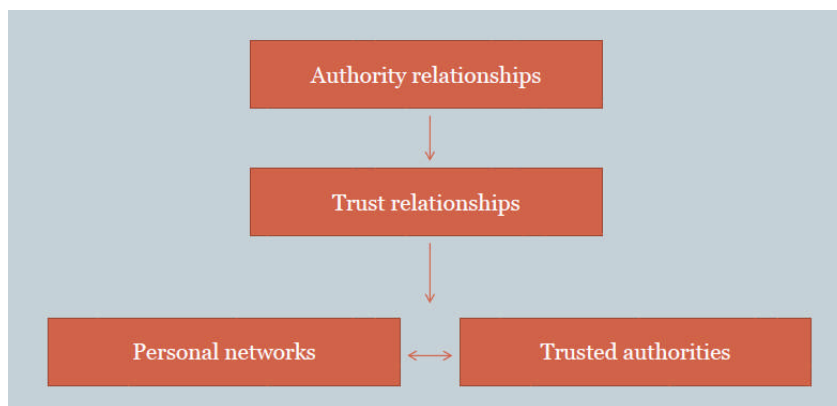 Authority relationships
Trust relationships
Personal networks
Trusted authorities